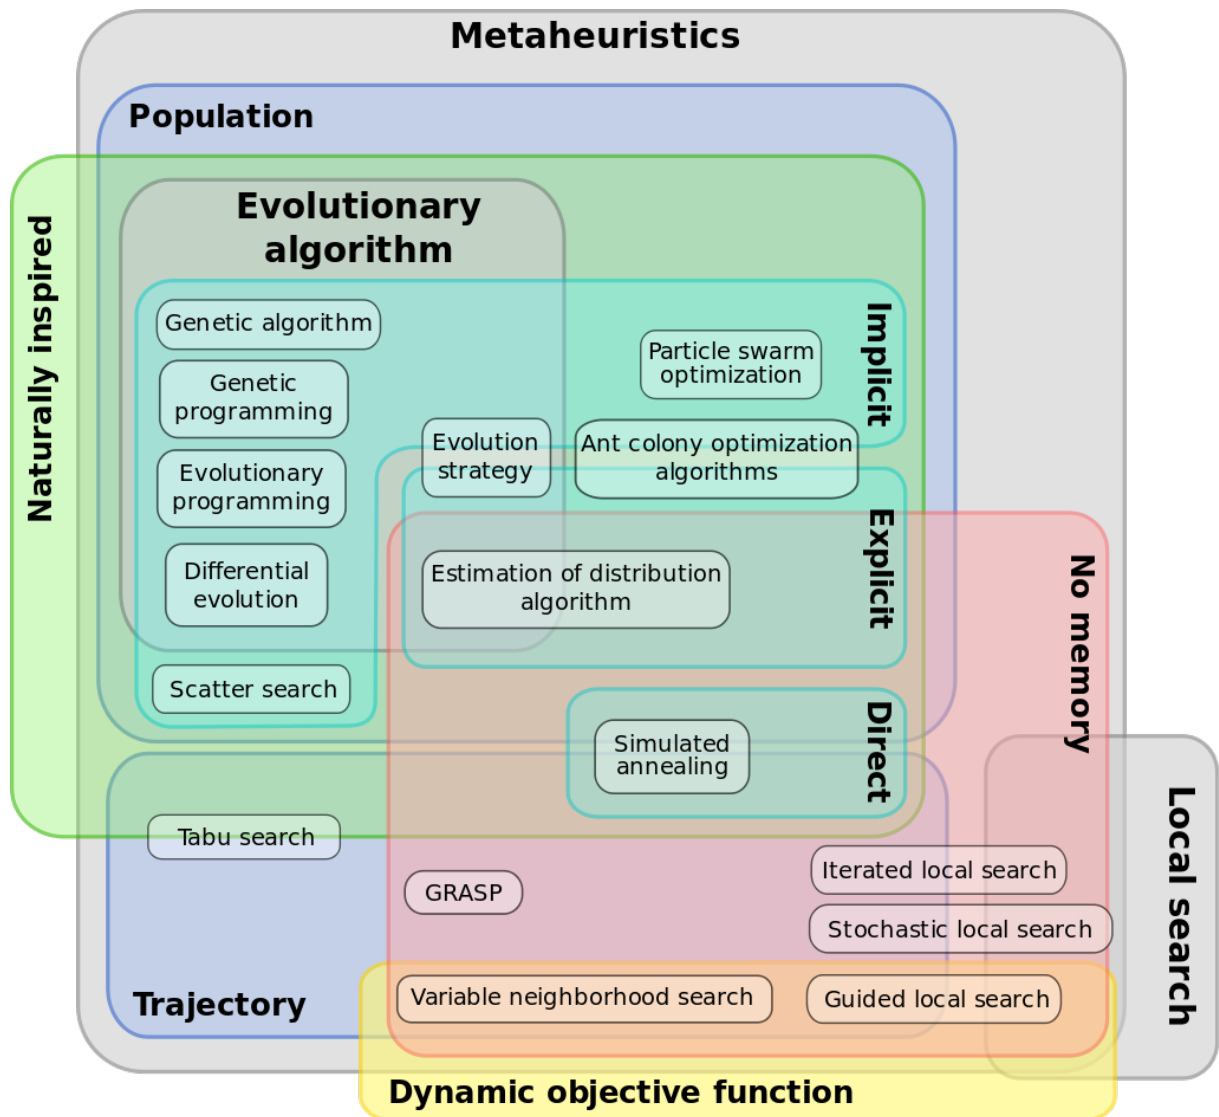 Metaheuristics
Population
Naturally inspired
Evolutionary
algorithm
Implicit
Genetic algorithm
Particle swarm
optimization
Genetic
programming
Evolution
strategy
Ant colony optimization
algorithms
Evolutionary
programming
Explicit
Differential
evolution
Estimation of distribution
algorithm
No memory
Scatter search
Direct
Simulated
annealing
Local search
Tabu search
GRASP
Iterated local search
Stochastic local search
Trajectory
Variable neighborhood search
Guided local search
Dynamic objective function